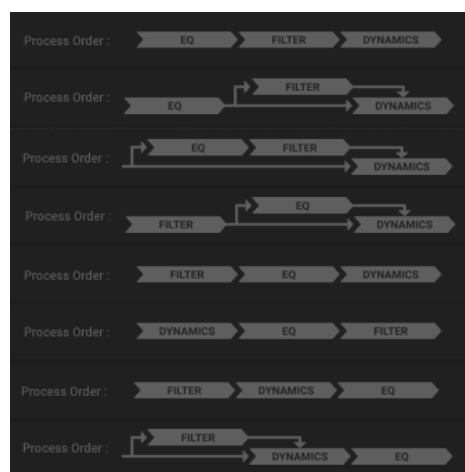 Process Order : EQ FILTER DYNAMICS
FILTER
Process Order : EQ DYNAMICS
EQ FILTER
Process Order : DYNAMICS
EQ
Process Order : FILTER DYNAMICS
Process Order : FILTER EQ DYNAMICS
Process Order : DYNAMICS EQ FILTER
Process Order : FILTER DYNAMICS EQ
FILTER
Process Order : DYNAMICS EQ